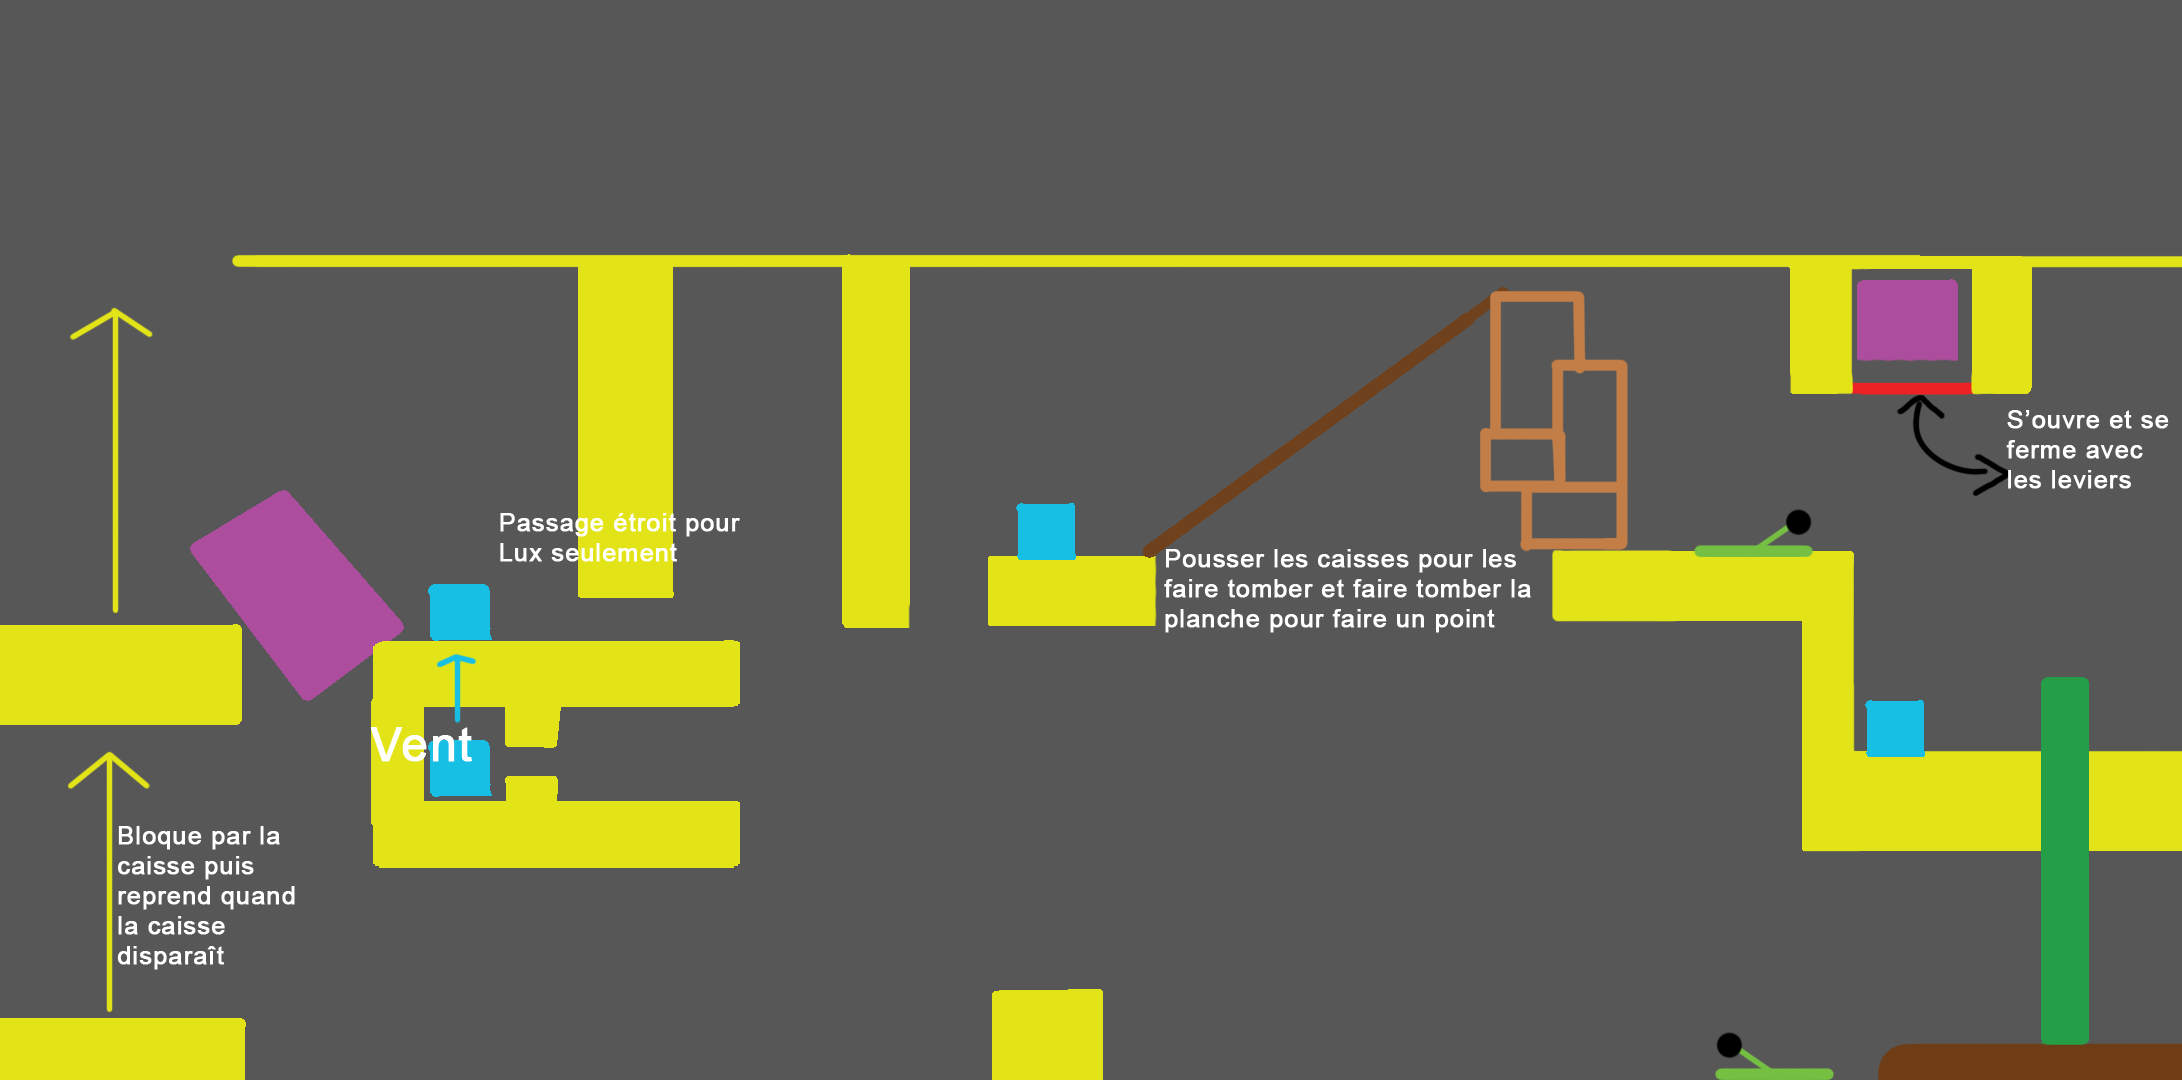 S’ouvre et se
ferme avec
les leviers
Passage étroit pour
Lux seulement
Pousser les caisses pour les
faire tomber et faire tomber la
planche pour faire un point
Vent
Bloque par la
caisse puis
reprend quand
la caisse
disparaît